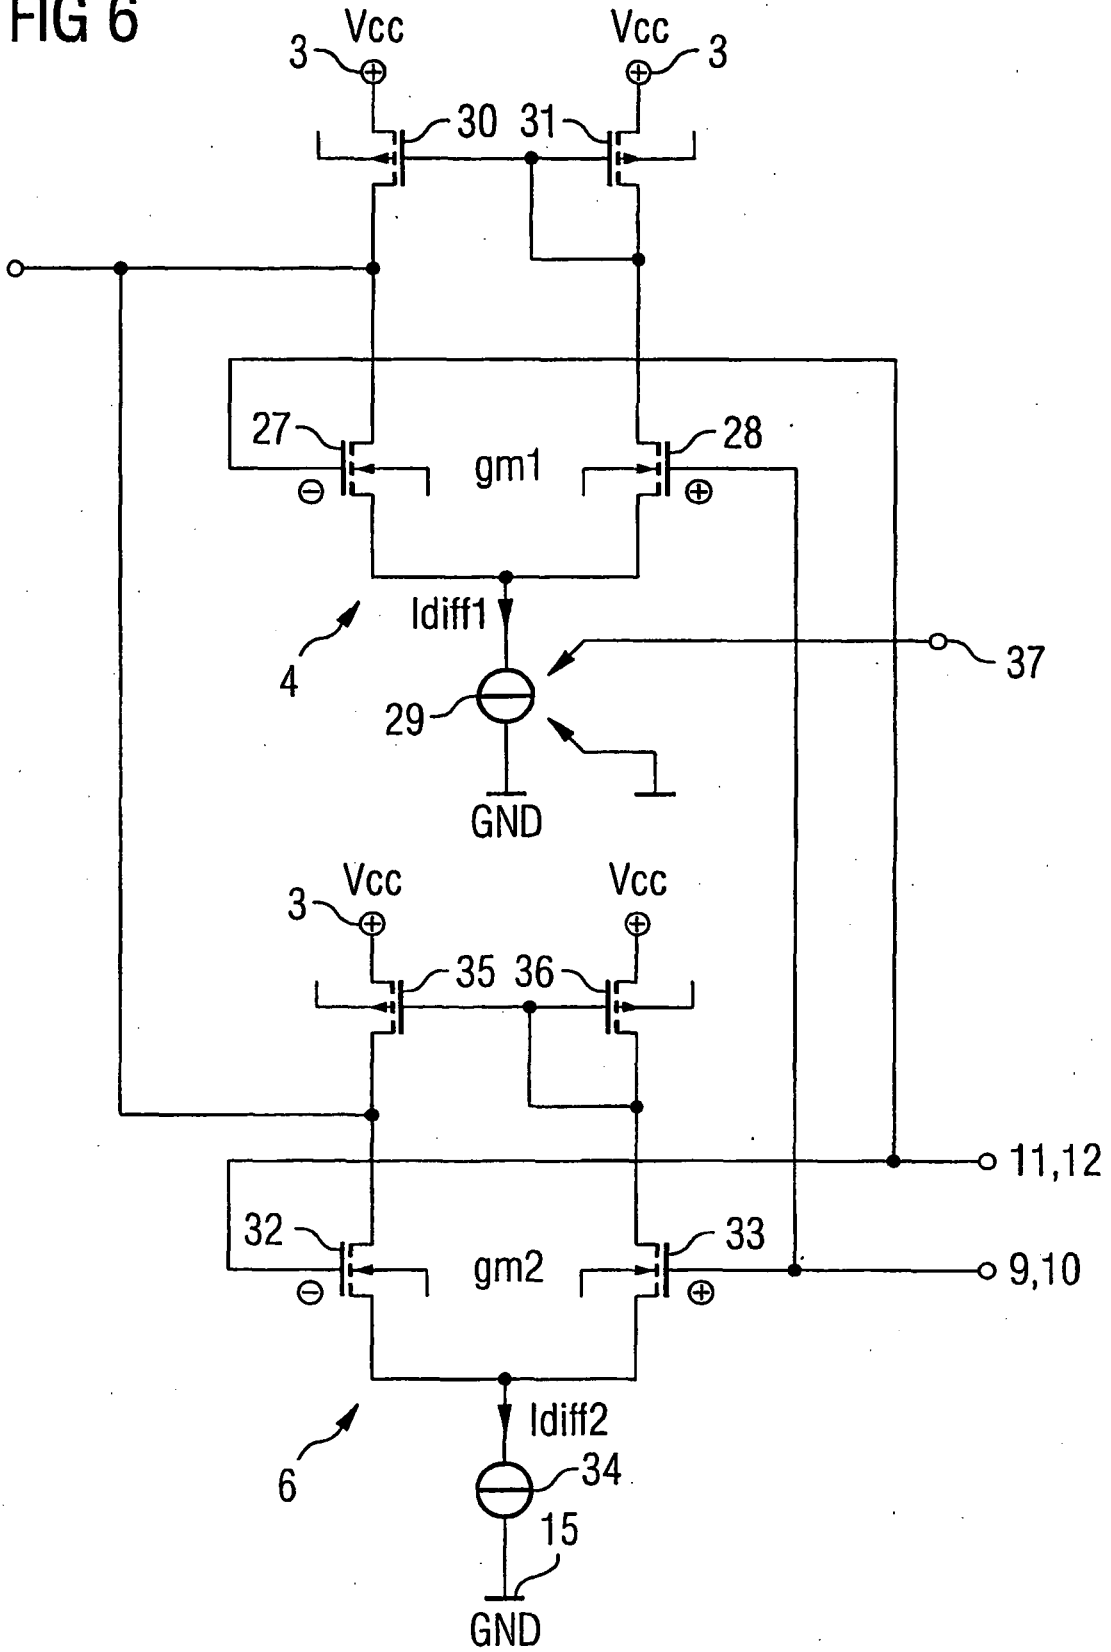 FIG 6
Vcc Vcc
3 3
30 31
27 gm1 28
⊖ ⊕
Idiff1
4 29 37
GND
Vcc Vcc
3
35 36
11,12
32 gm2 33
9,10
⊖ ⊕
Idiff2
6 34
15
GND